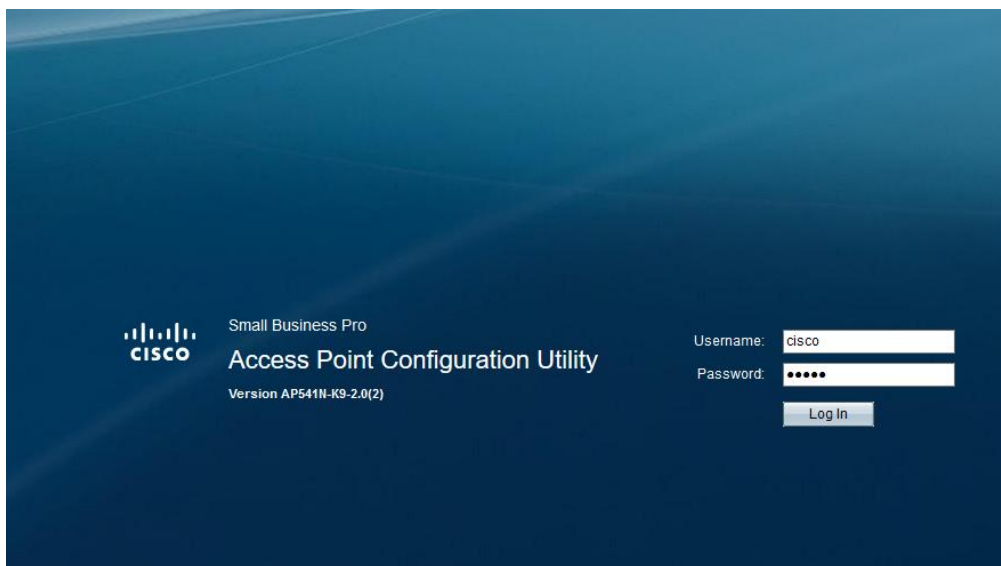 CISCO
Small Business Pro
Access Point Configuration Utility
Version AP541N-K9-2.0(2)
Username: cisco
Password: •••••
Log In